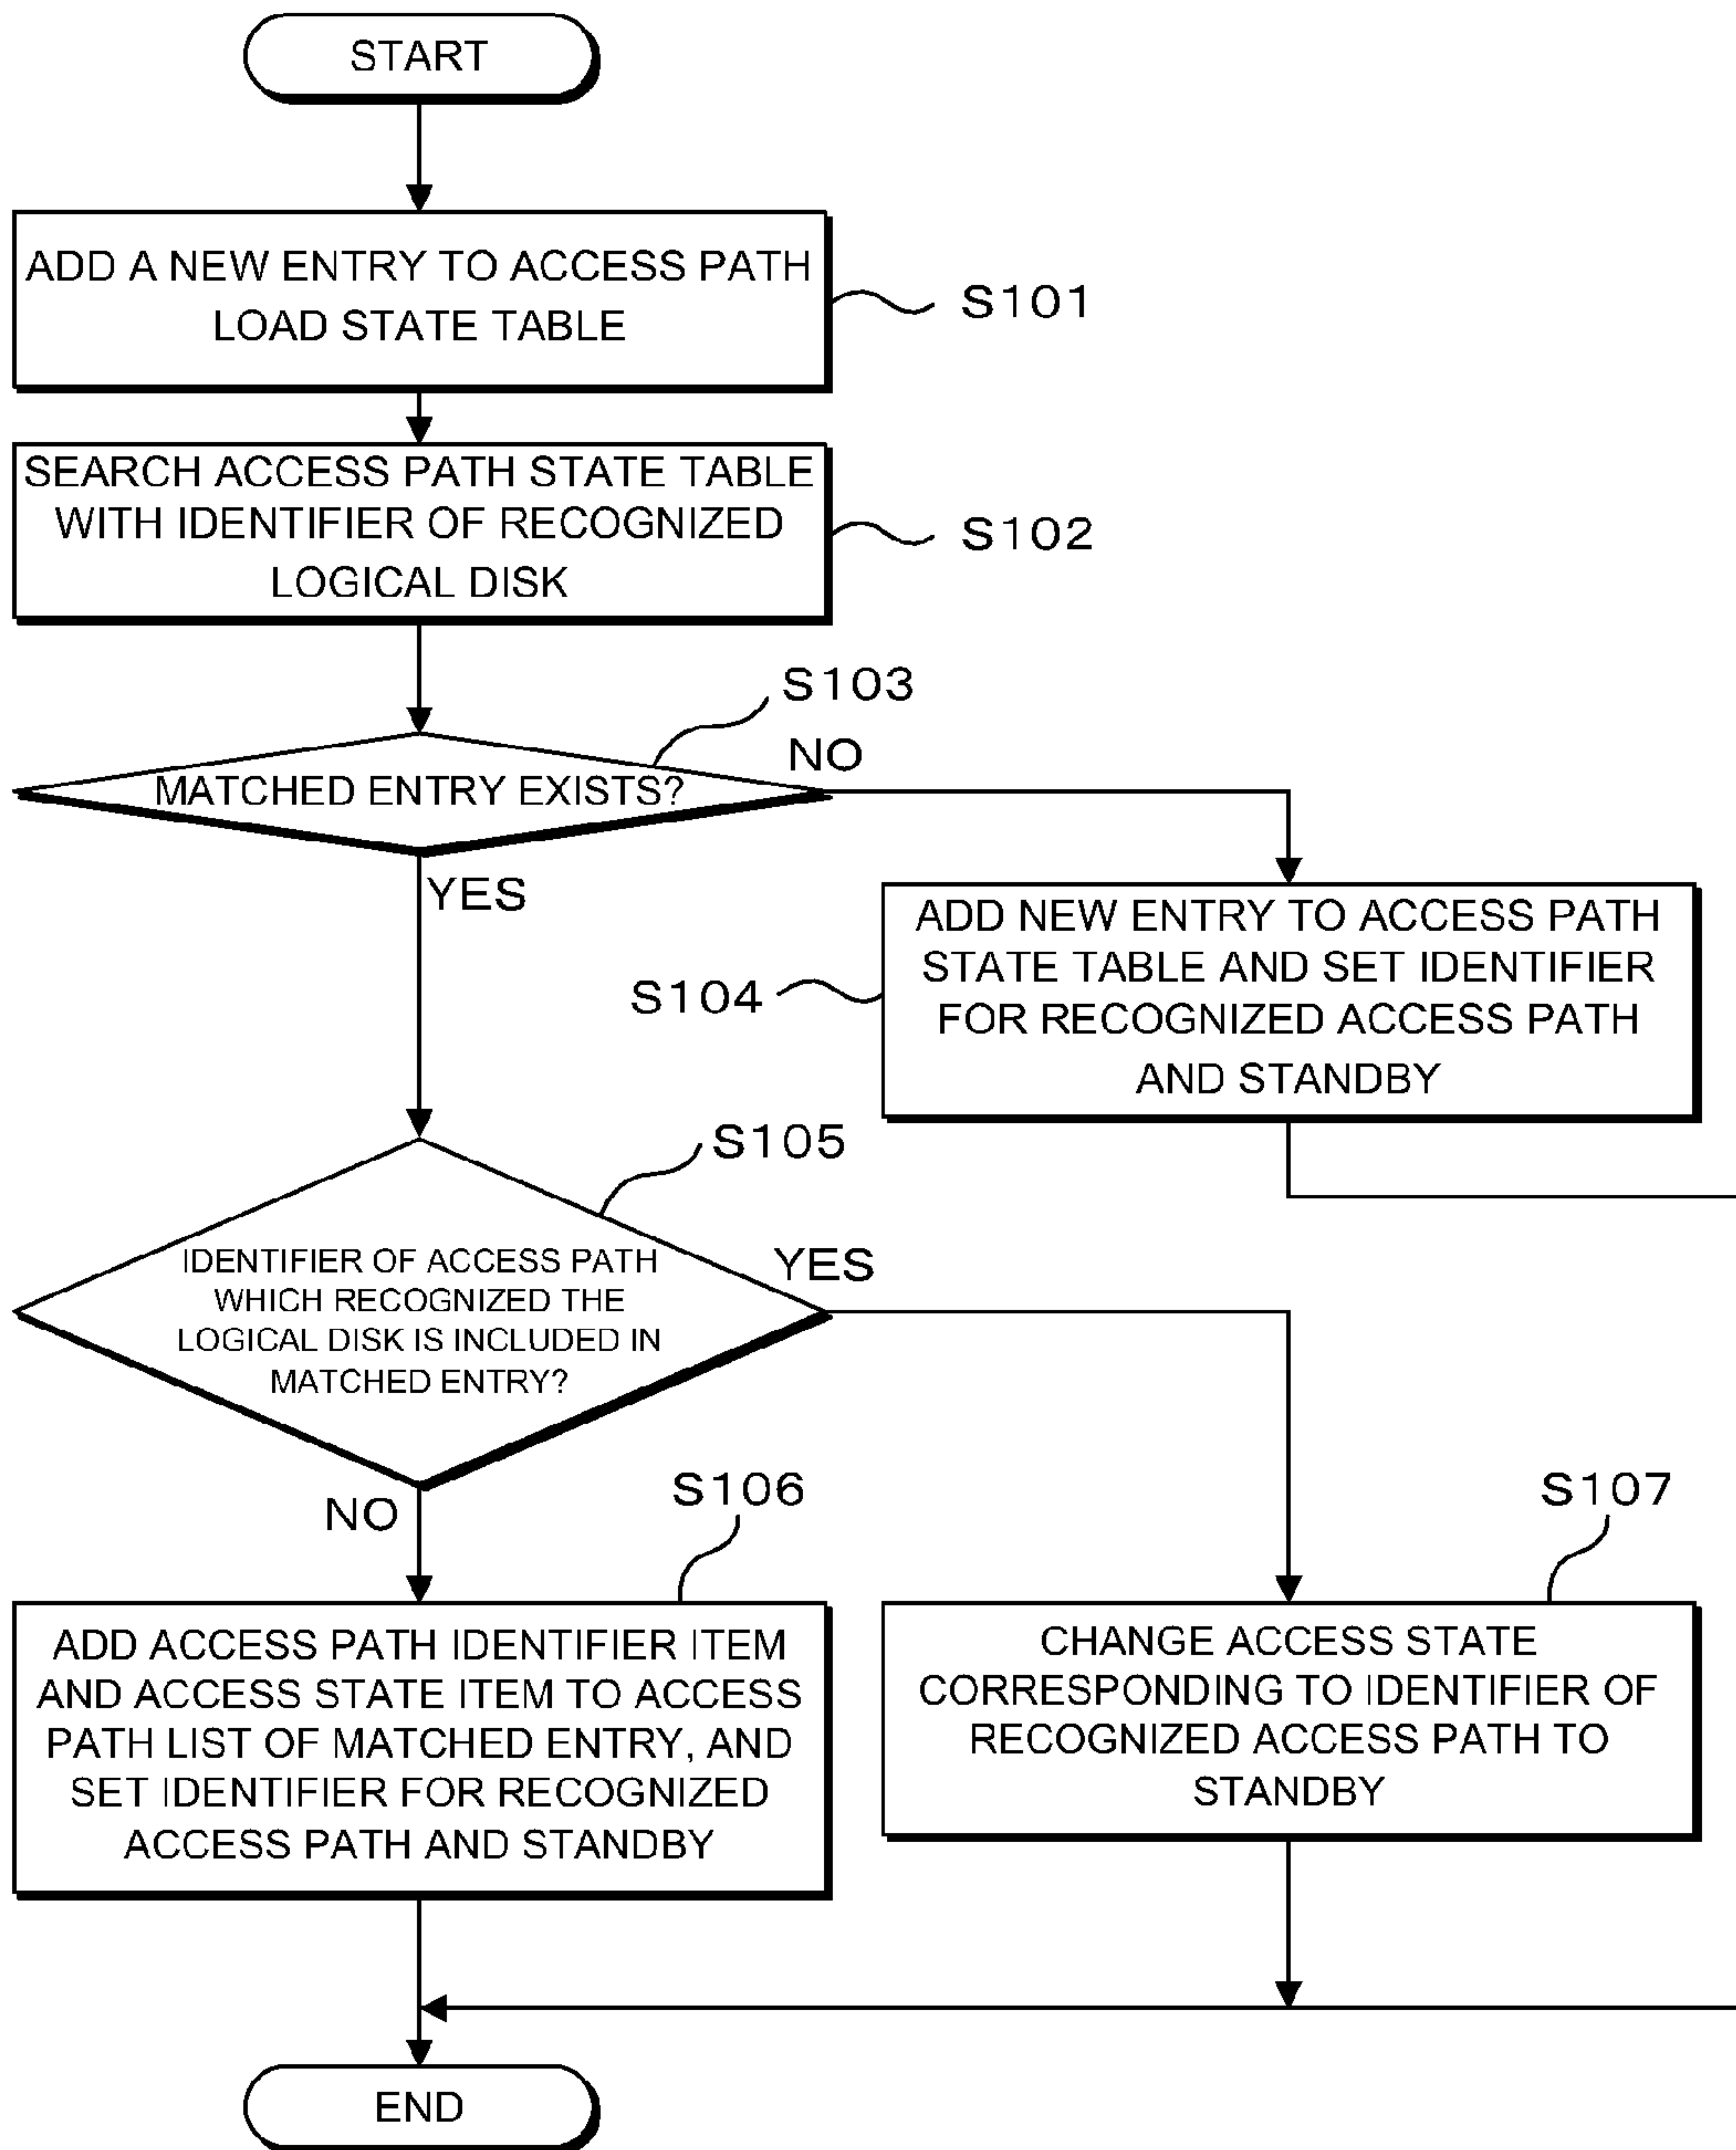 START
ADD A NEW ENTRY TO ACCESS PATH
LOAD STATE TABLE
S101
SEARCH ACCESS PATH STATE TABLE
WITH IDENTIFIER OF RECOGNIZED
LOGICAL DISK
S102
S103
MATCHED ENTRY EXISTS?
NO
YES
ADD NEW ENTRY TO ACCESS PATH
STATE TABLE AND SET IDENTIFIER
FOR RECOGNIZED ACCESS PATH
AND STANDBY
S104
S105
IDENTIFIER OF ACCESS PATH
WHICH RECOGNIZED THE
LOGICAL DISK IS INCLUDED IN
MATCHED ENTRY?
YES
NO
S106
ADD ACCESS PATH IDENTIFIER ITEM
AND ACCESS STATE ITEM TO ACCESS
PATH LIST OF MATCHED ENTRY, AND
SET IDENTIFIER FOR RECOGNIZED
ACCESS PATH AND STANDBY
S107
CHANGE ACCESS STATE
CORRESPONDING TO IDENTIFIER OF
RECOGNIZED ACCESS PATH TO
STANDBY
END